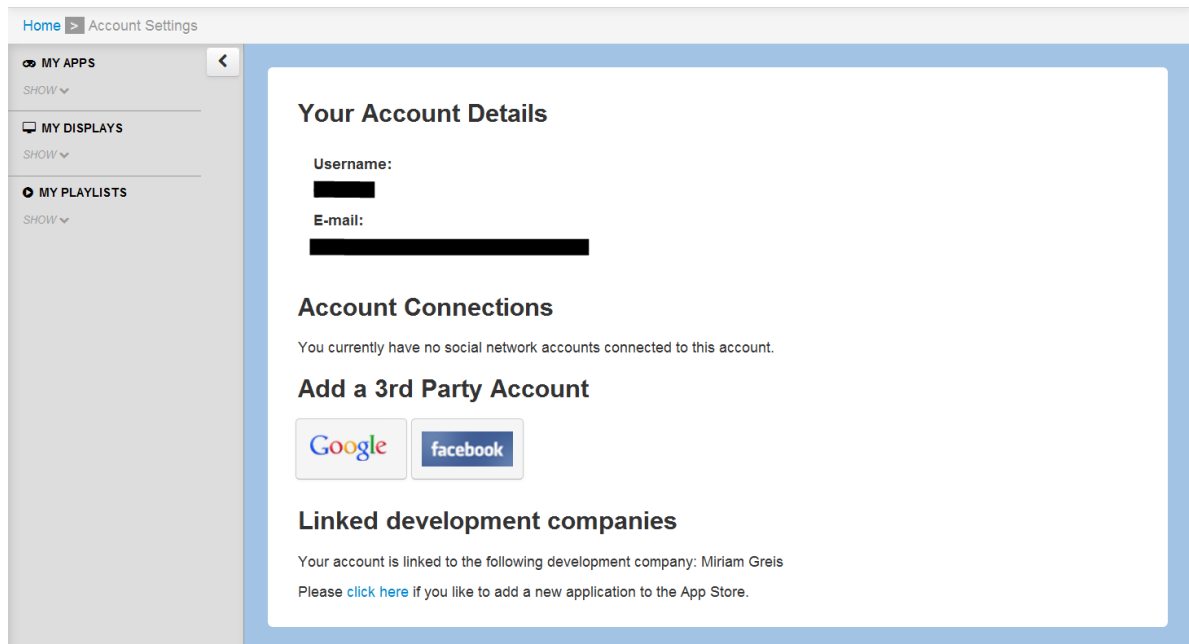 Home > Account Settings
MY APPS
SHOW
MY DISPLAYS
SHOW
MY PLAYLISTS
SHOW
Your Account Details
Username:
E-mail:
Account Connections
You currently have no social network accounts connected to this account.
Add a 3rd Party Account
Google facebook
Linked development companies
Your account is linked to the following development company: Miriam Greis
Please click here if you like to add a new application to the App Store.